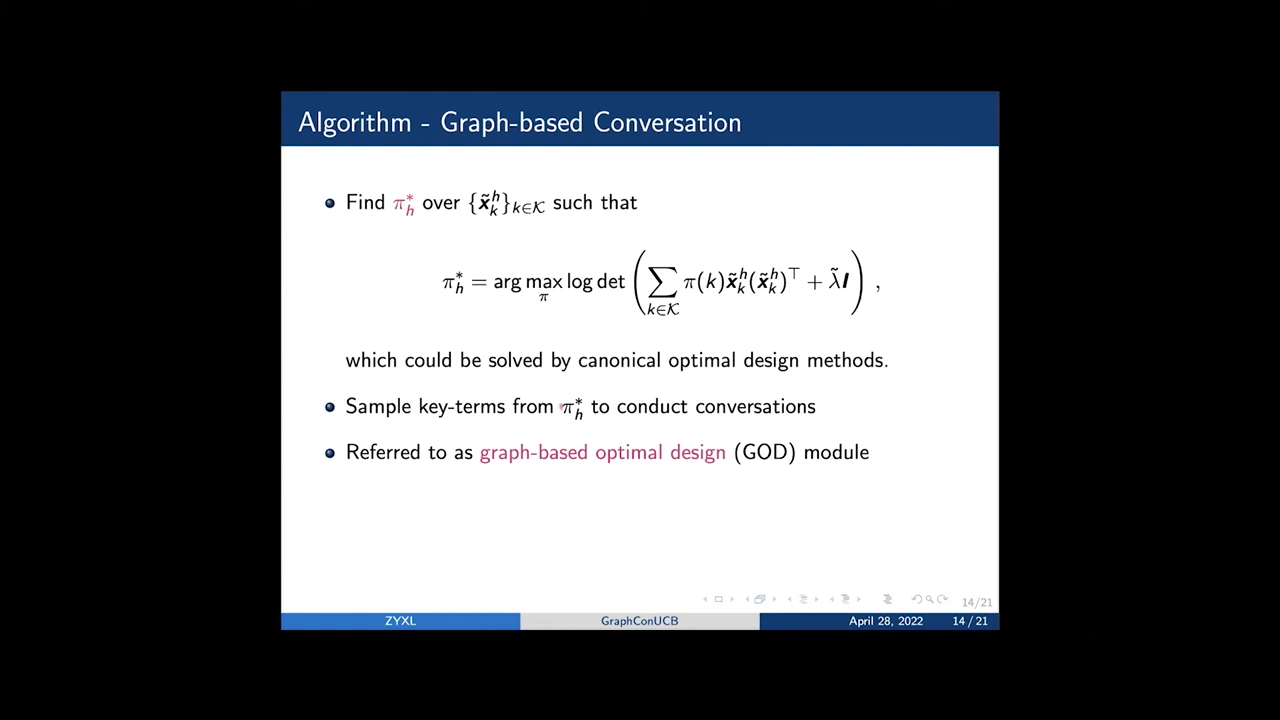 Algorithm - Graph-based Conversation
Find π*_h over {x̃^h_k}_{k∈𝒦} such that
π*_h = arg max_π log det ( ∑_{k∈𝒦} π(k) x̃^h_k (x̃^h_k)^⊤ + λ̃ I ) ,
which could be solved by canonical optimal design methods.
Sample key-terms from π*_h to conduct conversations
Referred to as graph-based optimal design (GOD) module
14/21
ZYXL GraphConUCB April 28, 2022 14 / 21